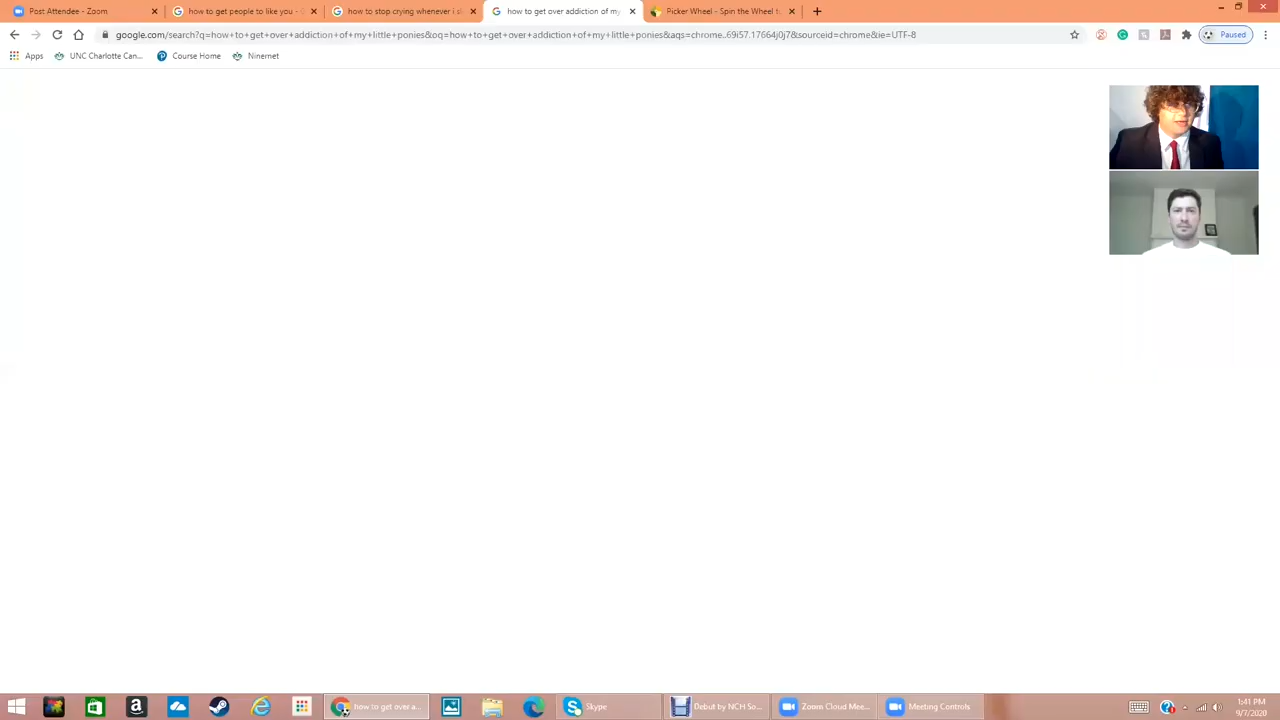 Post Attendee - Zoom
how to get people to like you - G
how to stop crying whenever i s
how to get over addiction of my
Picker Wheel - Spin the Wheel t
google.com/search?q=how+to+get+over+addiction+of+my+little+ponies&oq=how+to+get+over+addiction+of+my+little+ponies&aqs=chrome..69i57.17664j0j7&sourceid=chrome&ie=UTF-8
Paused
Apps
UNC Charlotte Can...
Course Home
Ninernet
how to get over a...
Skype
Debut by NCH So...
Zoom Cloud Mee...
Meeting Controls
1:41 PM
9/7/2020